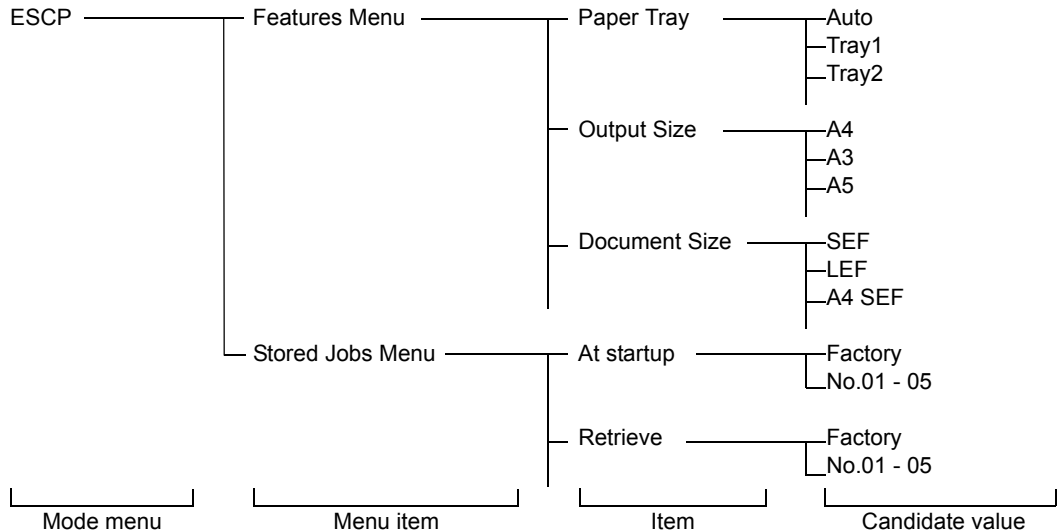 ESCP Features Menu Paper Tray Auto
Tray1
Tray2
Output Size A4
A3
A5
Document Size SEF
LEF
A4 SEF
Stored Jobs Menu At startup Factory
No.01 - 05
Retrieve Factory
No.01 - 05
Mode menu Menu item Item Candidate value